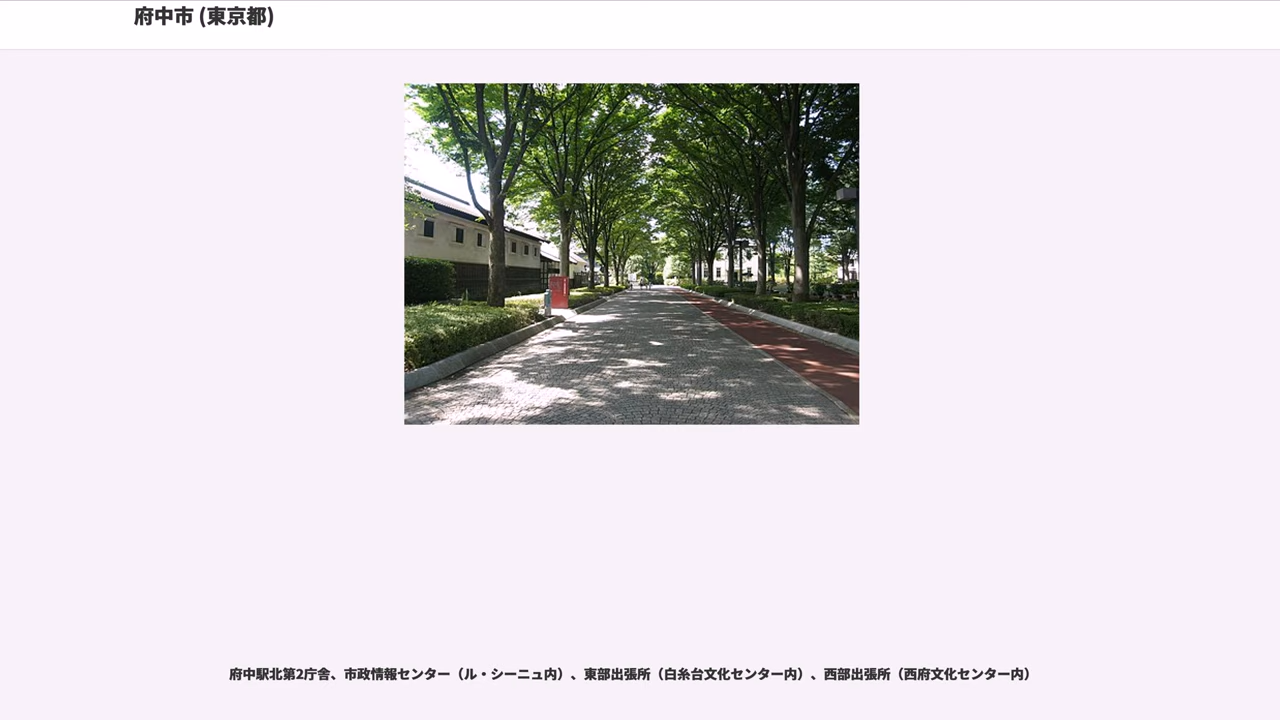 府中市 (東京都)
府中駅北第2庁舎、市政情報センター（ル・シーニュ内）、東部出張所（白糸台文化センター内）、西部出張所（西府文化センター内）